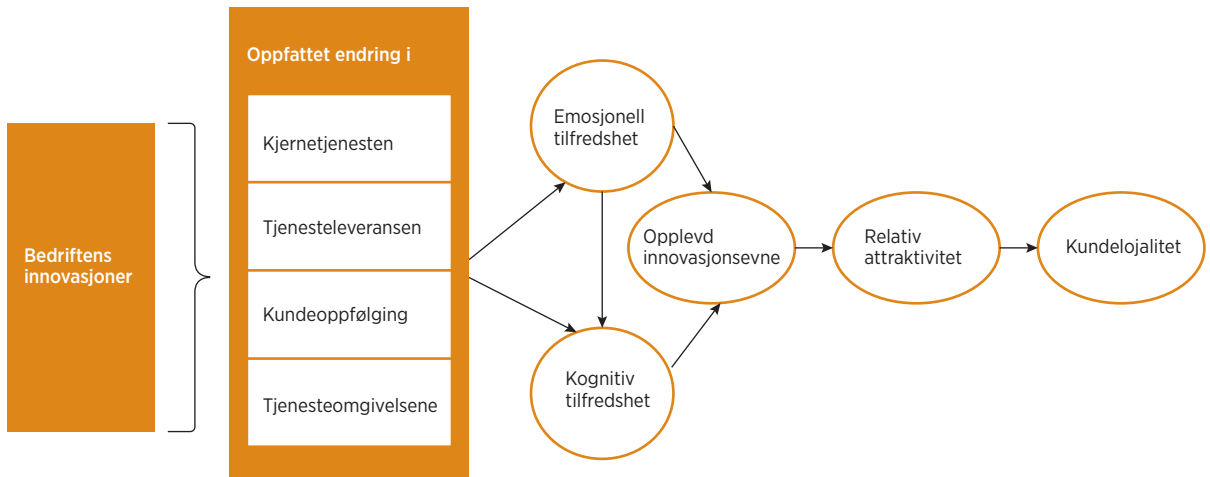 Bedriftens
innovasjoner
Oppfattet endring i
Kjernetjenesten
Tjenesteleveransen
Kundeoppfølging
Tjenesteomgivelsene
Emosjonell
tilfredshet
Kognitiv
tilfredshet
Opplevd
innovasjonsevne
Relativ
attraktivitet
Kundelojalitet